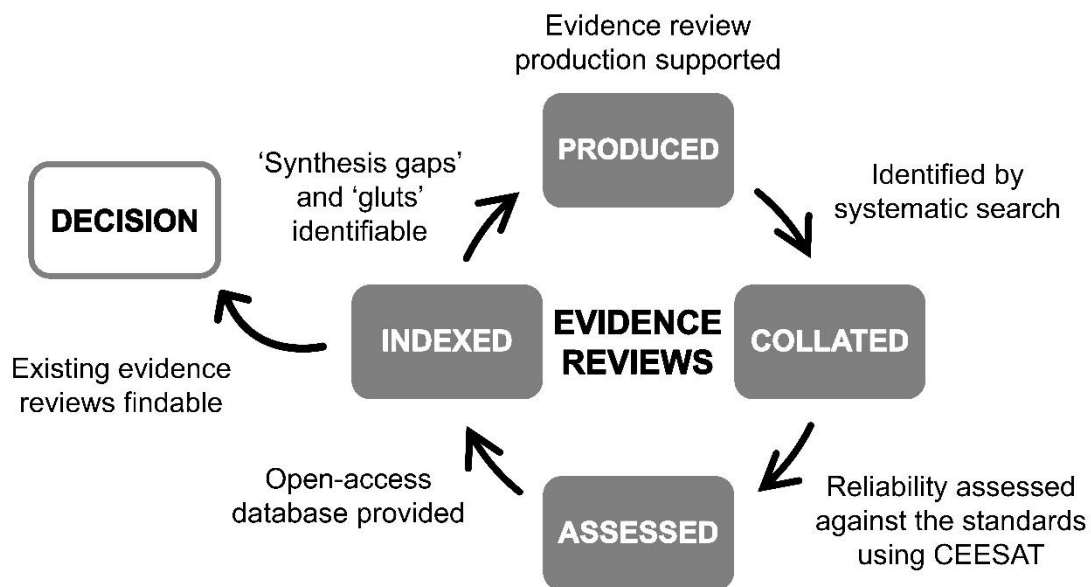 Evidence review
production supported
PRODUCED
‘Synthesis gaps’
and ‘gluts’
identifiable
Identified by
systematic search
DECISION
INDEXED
EVIDENCE
REVIEWS
COLLATED
Existing evidence
reviews findable
Open-access
database provided
ASSESSED
Reliability assessed
against the standards
using CEESAT